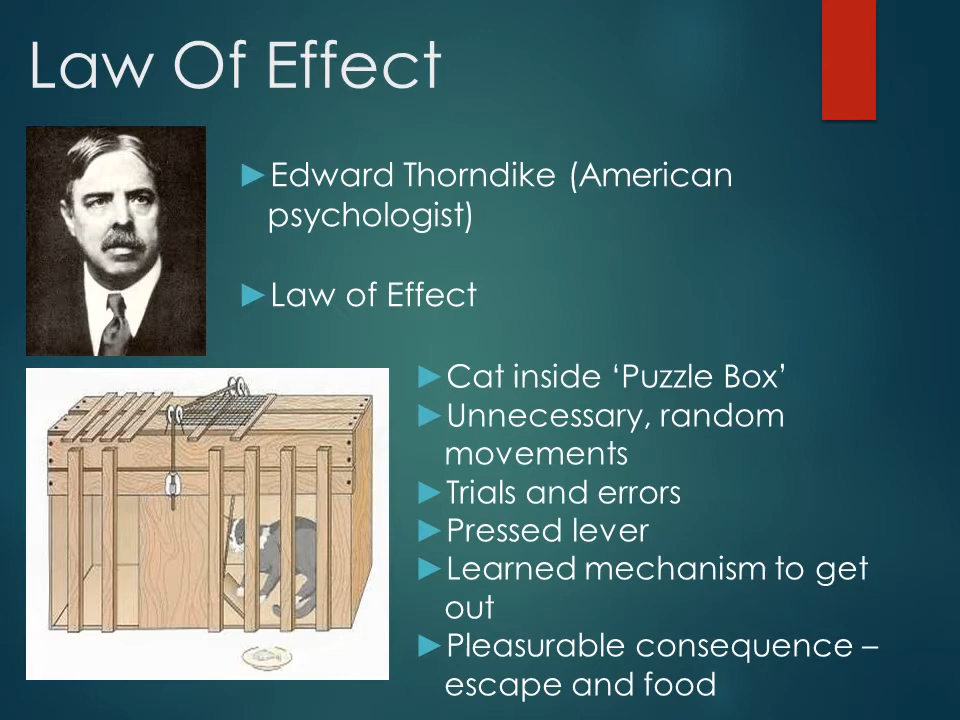 Law Of Effect
►Edward Thorndike (American
psychologist)
►Law of Effect
►Cat inside ‘Puzzle Box’
►Unnecessary, random
movements
►Trials and errors
►Pressed lever
►Learned mechanism to get
out
►Pleasurable consequence –
escape and food